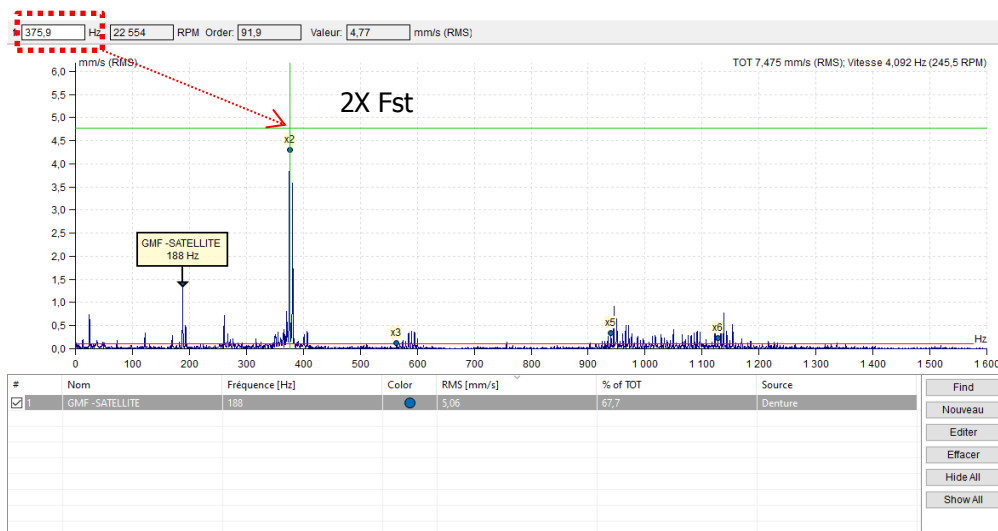 f: 375,9 Hz 22 554 RPM Order: 91,9 Valeur: 4,77 mm/s (RMS)
mm/s (RMS) TOT 7,475 mm/s (RMS); Vitesse 4,092 Hz (245,5 RPM)
6,0
5,5
5,0
4,5
4,0
3,5
3,0
2,5
2,0
1,5
1,0
0,5
0,0
2X Fst
x2
GMF -SATELLITE
188 Hz
x3
x5
x6
Hz
0 100 200 300 400 500 600 700 800 900 1 000 1 100 1 200 1 300 1 400 1 500 1 600
# Nom Fréquence [Hz] Color RMS [mm/s] % of TOT Source
1 GMF -SATELLITE 188 5,06 67,7 Denture
Find
Nouveau
Editer
Effacer
Hide All
Show All